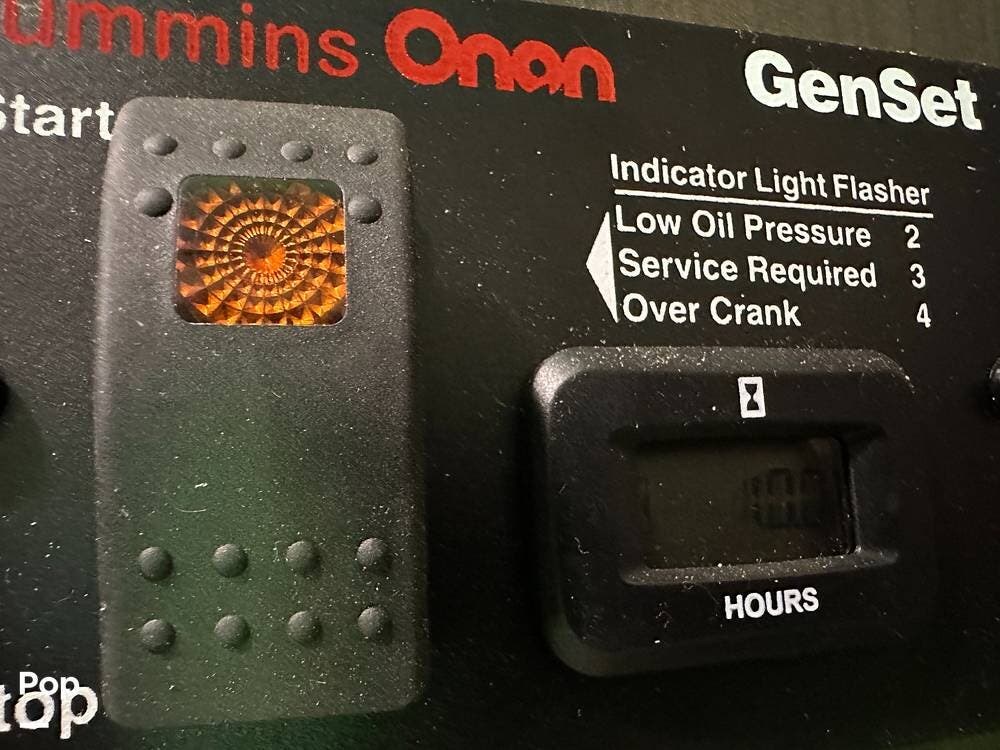 ummins Onan
GenSet
Start
Indicator Light Flasher
Low Oil Pressure 2
Service Required 3
Over Crank 4
HOURS
Pop
top